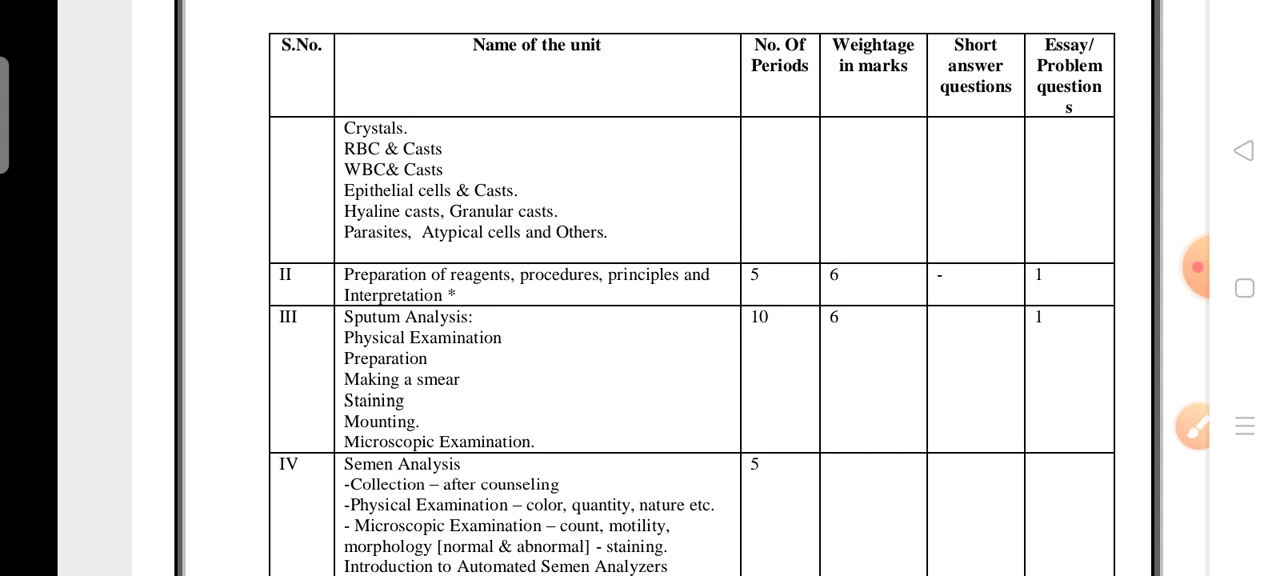 S.No. Name of the unit No. Of Periods Weightage in marks Short answer questions Essay/ Problem question s
Crystals.
RBC & Casts
WBC& Casts
Epithelial cells & Casts.
Hyaline casts, Granular casts.
Parasites,  Atypical cells and Others.
II Preparation of reagents, procedures, principles and 5 6 - 1
Interpretation *
III Sputum Analysis: 10 6 1
Physical Examination
Preparation
Making a smear
Staining
Mounting.
Microscopic Examination.
IV Semen Analysis 5
-Collection – after counseling
-Physical Examination – color, quantity, nature etc.
- Microscopic Examination – count, motility,
morphology [normal & abnormal] - staining.
Introduction to Automated Semen Analyzers